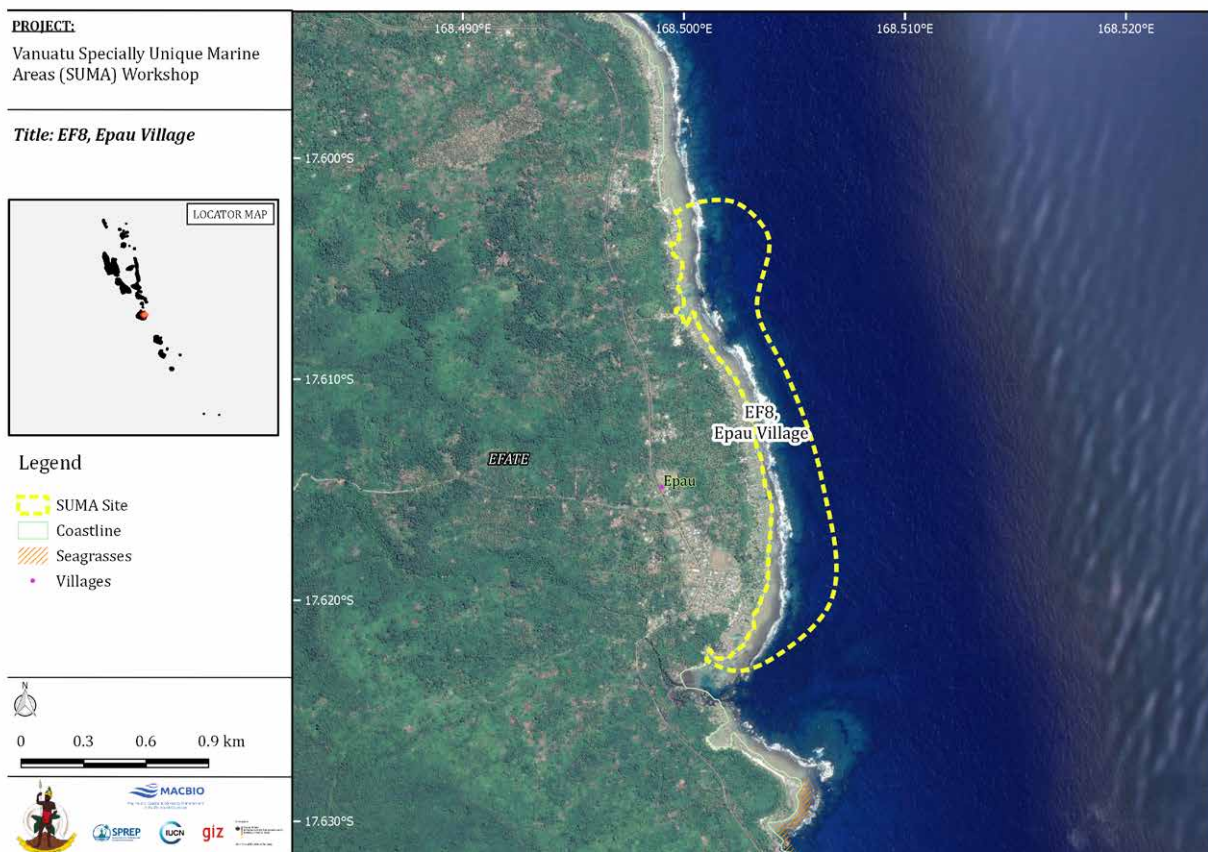 PROJECT:
Vanuatu Specially Unique Marine
Areas (SUMA) Workshop
Title: EF8, Epau Village
LOCATOR MAP
Legend
SUMA Site
Coastline
Seagrasses
Villages
N
0 0.3 0.6 0.9 km
MACBIO
SPREP
IUCN
giz
168.490°E
168.500°E
168.510°E
168.520°E
17.600°S
17.610°S
17.620°S
17.630°S
EF8,
Epau Village
EFATE
Epau